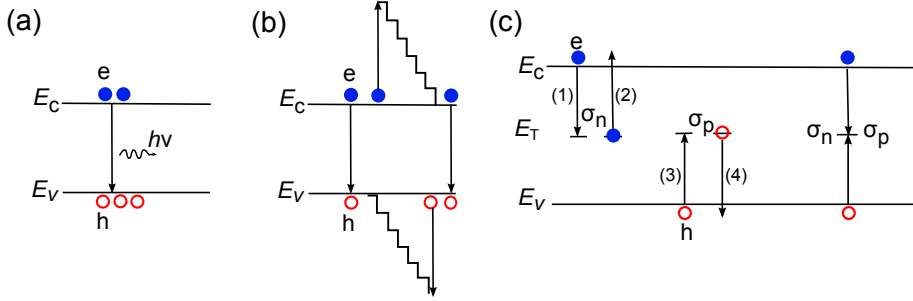 (a)
e
E_C
hν
E_V
h
(b)
e
E_C
E_V
h
(c)
e
E_C
(1)
σ_n
(2)
E_T
σ_p
σ_n
σ_p
(3)
(4)
E_V
h